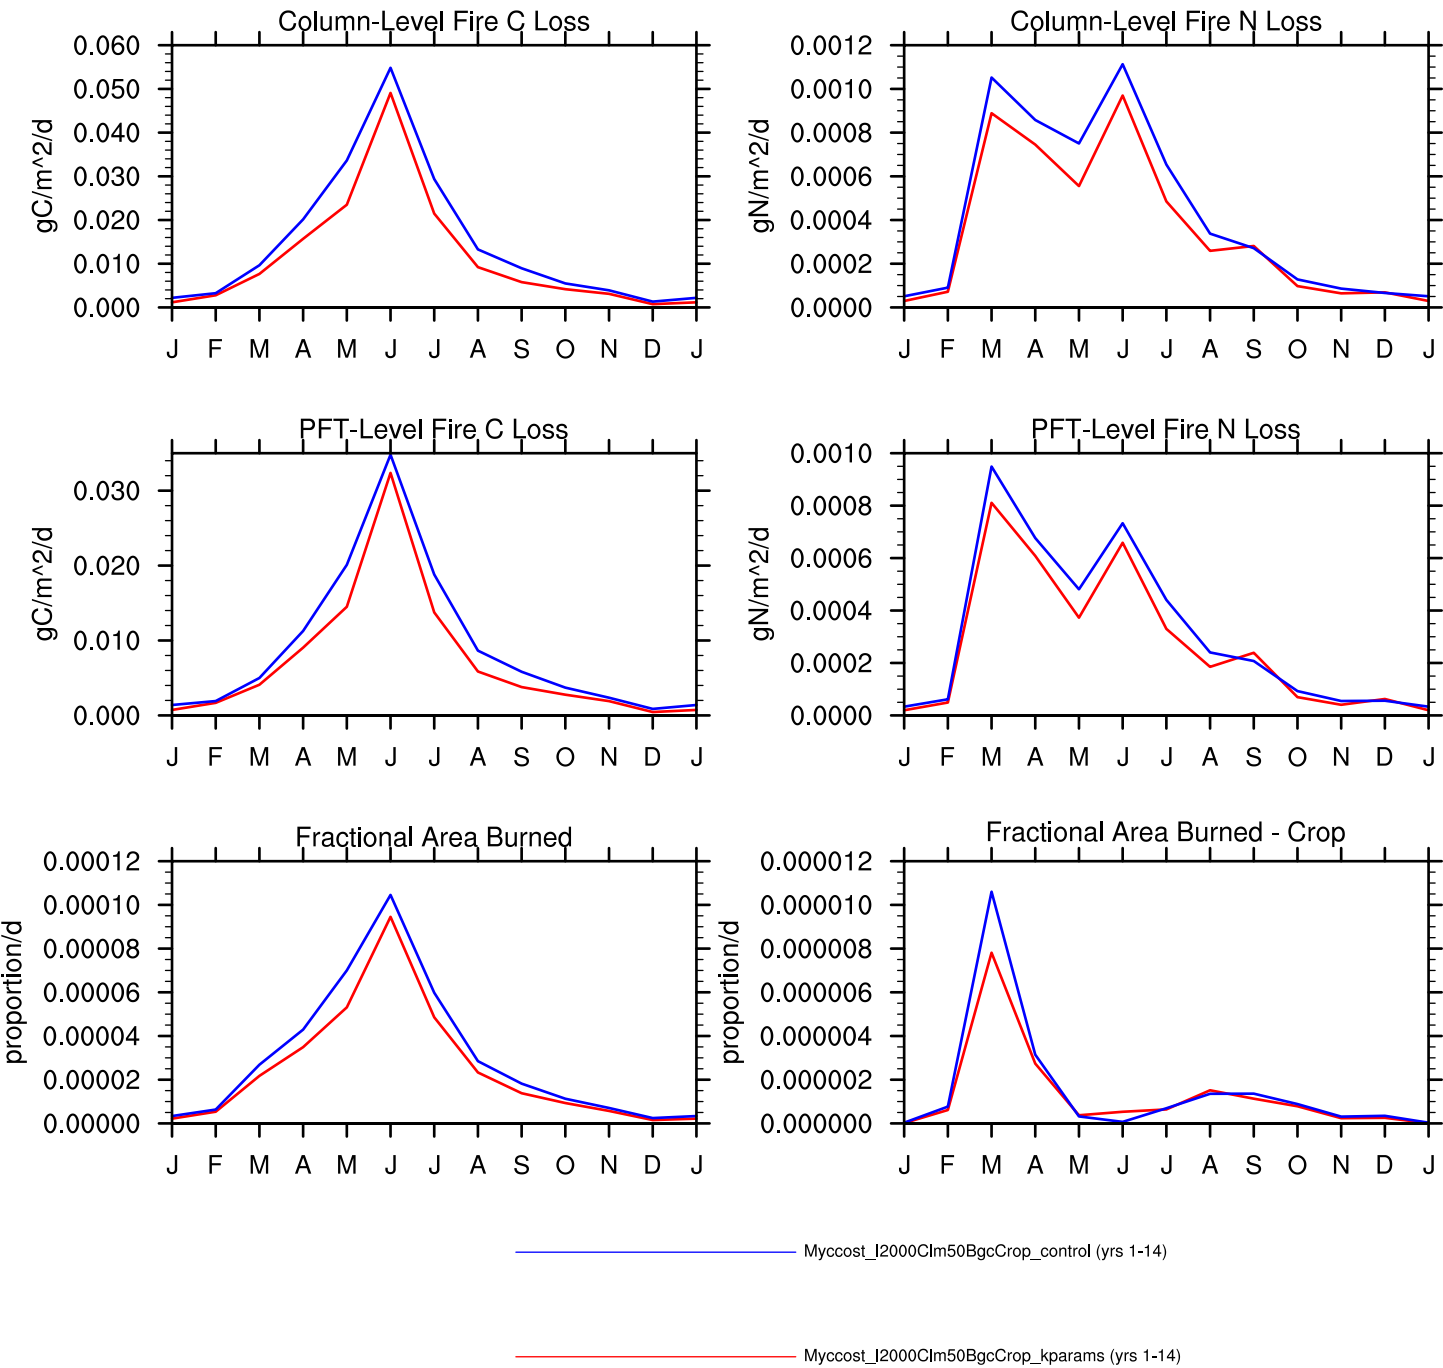 Column-Level Fire C Loss
gC/m^2/d
0.060
0.050
0.040
0.030
0.020
0.010
0.000
J F M A M J J A S O N D J
Column-Level Fire N Loss
gN/m^2/d
0.0012
0.0010
0.0008
0.0006
0.0004
0.0002
0.0000
J F M A M J J A S O N D J
PFT-Level Fire C Loss
gC/m^2/d
0.030
0.020
0.010
0.000
J F M A M J J A S O N D J
PFT-Level Fire N Loss
gN/m^2/d
0.0010
0.0008
0.0006
0.0004
0.0002
0.0000
J F M A M J J A S O N D J
Fractional Area Burned
proportion/d
0.00012
0.00010
0.00008
0.00006
0.00004
0.00002
0.00000
J F M A M J J A S O N D J
Fractional Area Burned - Crop
proportion/d
0.000012
0.000010
0.000008
0.000006
0.000004
0.000002
0.000000
J F M A M J J A S O N D J
Myccost_I2000Clm50BgcCrop_control (yrs 1-14)
Myccost_I2000Clm50BgcCrop_kparams (yrs 1-14)